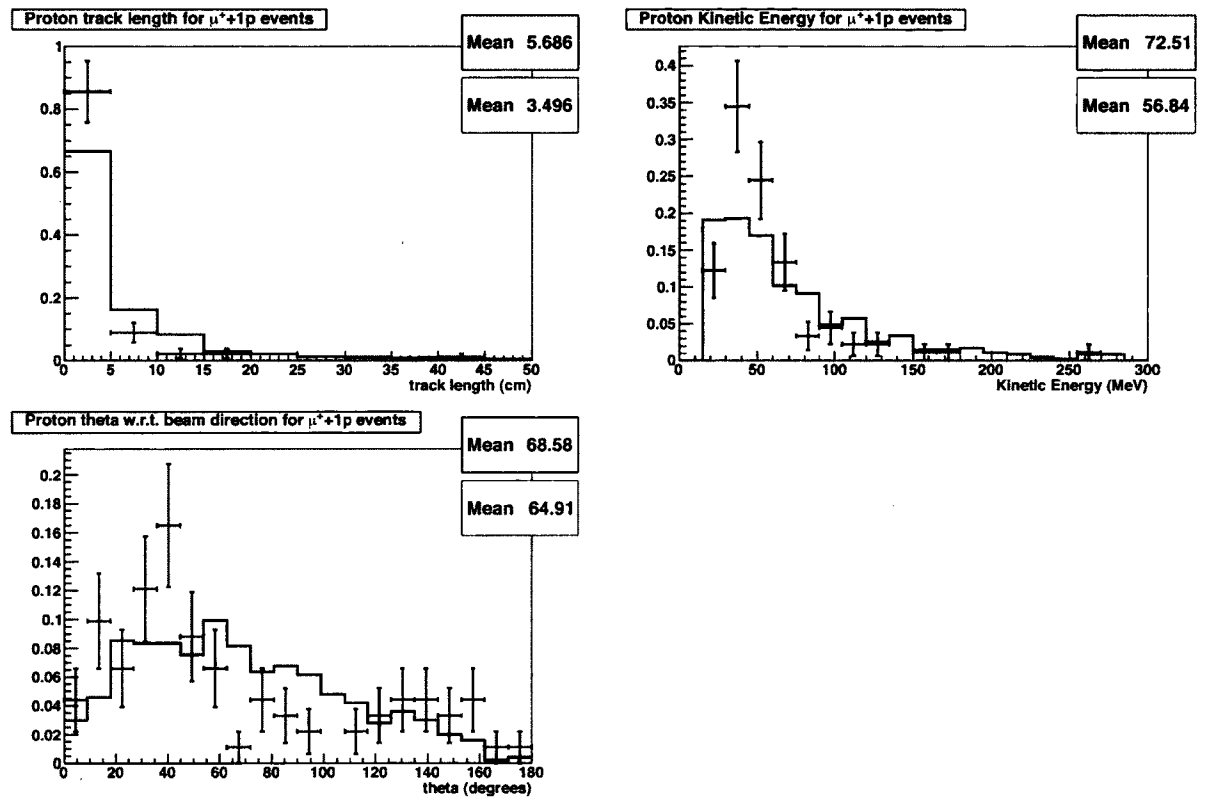 Proton track length for μ⁺+1p events
Mean 5.686
Mean 3.496
1
0.8
0.6
0.4
0.2
0
0 5 10 15 20 25 30 35 40 45 50
track length (cm)
Proton Kinetic Energy for μ⁺+1p events
Mean 72.51
Mean 56.84
0.4
0.35
0.3
0.25
0.2
0.15
0.1
0.05
0
0 50 100 150 200 250 300
Kinetic Energy (MeV)
Proton theta w.r.t. beam direction for μ⁺+1p events
Mean 68.58
Mean 64.91
0.2
0.18
0.16
0.14
0.12
0.1
0.08
0.06
0.04
0.02
0
0 20 40 60 80 100 120 140 160 180
theta (degrees)